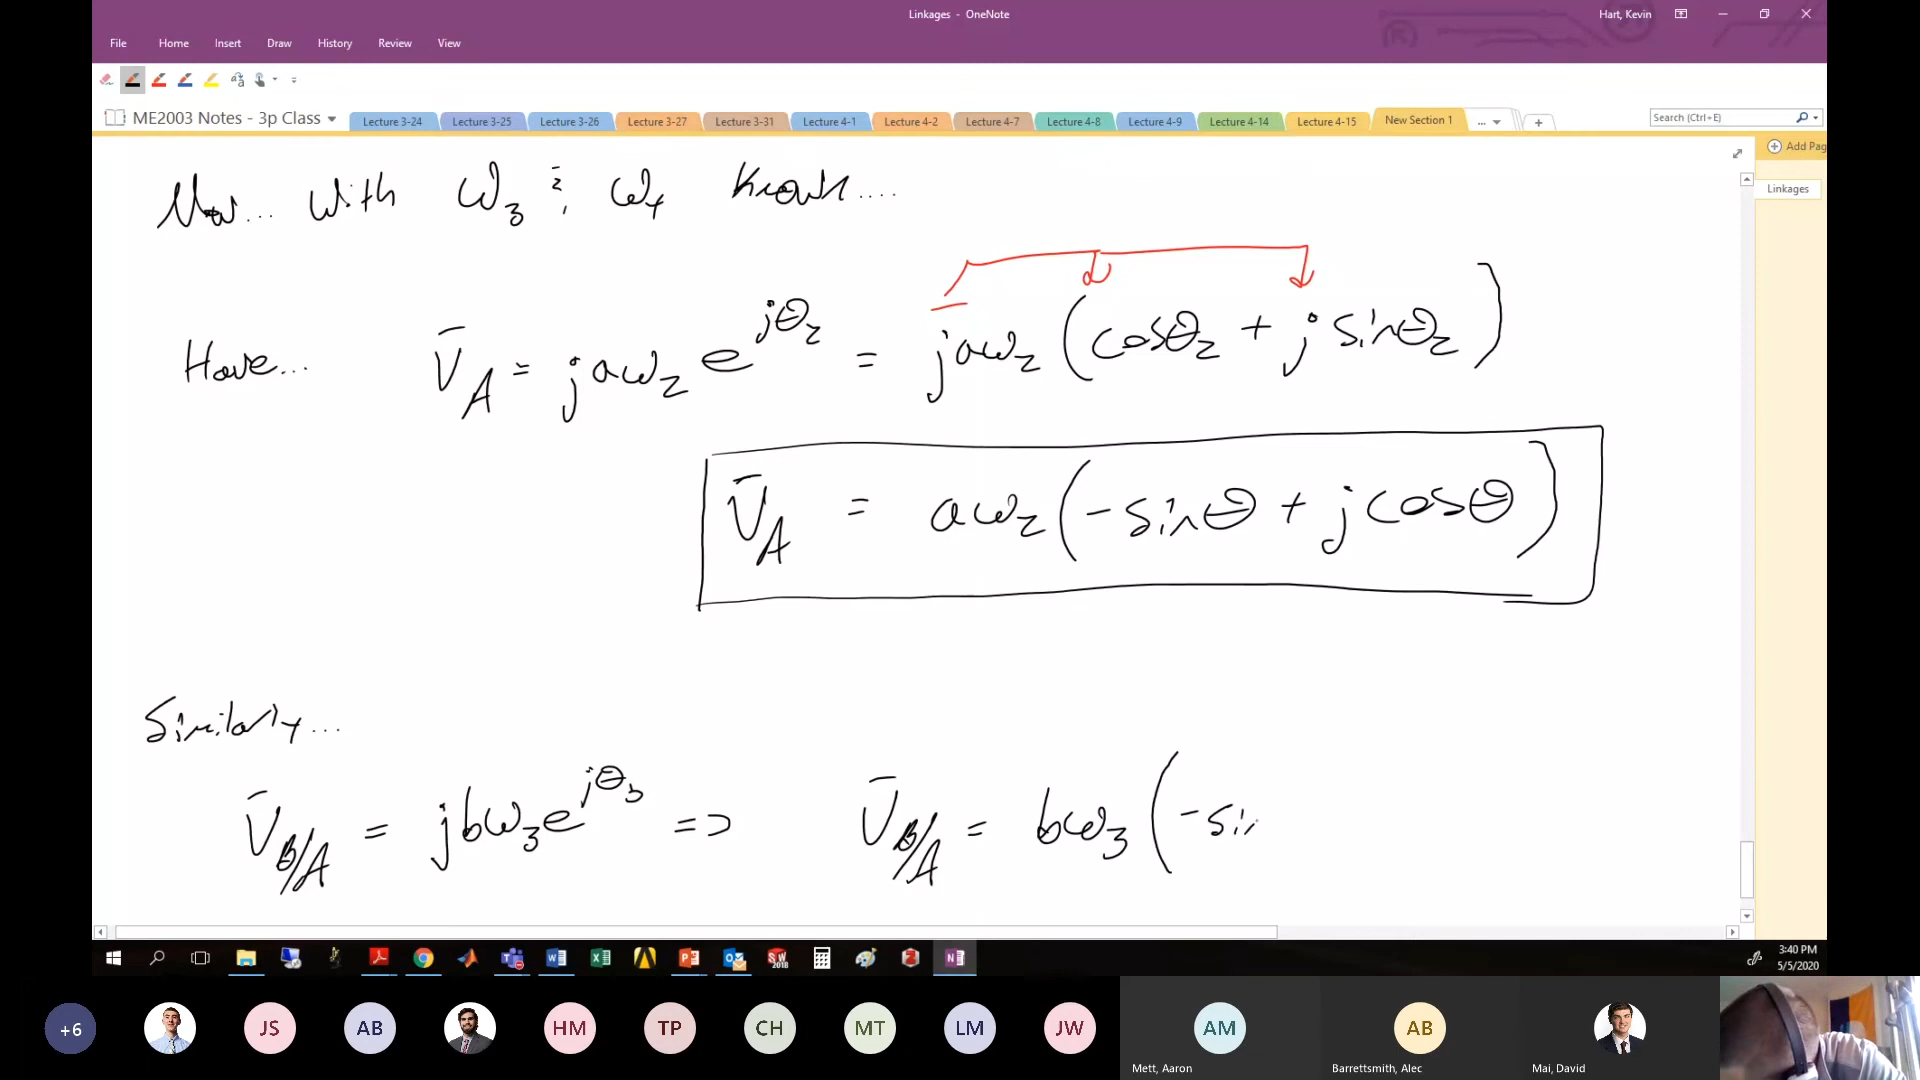 Linkages - OneNote
Hart, Kevin
File Home Insert Draw History Review View
ME2003 Notes - 3p Class
Lecture 3-24 Lecture 3-25 Lecture 3-26 Lecture 3-27 Lecture 3-31 Lecture 4-1 Lecture 4-2 Lecture 4-7 Lecture 4-8 Lecture 4-9 Lecture 4-14 Lecture 4-15 New Section 1 ...
Search (Ctrl+E)
Add Pag
Linkages
Now... with ω₃ & ω₄ known....
Have... V̄_A = jaω₂ e^{jθ₂} = jaω₂ (cosθ₂ + j sinθ₂)
V̄_A = aω₂ (-sinθ + j cosθ)
Similarly...
V̄_{B/A} = jbω₃e^{jθ₃} => V̄_{B/A} = bω₃ (-sin
3:40 PM
5/5/2020
+6 JS AB HM TP CH MT LM JW AM AB
Mett, Aaron Barrettsmith, Alec Mai, David